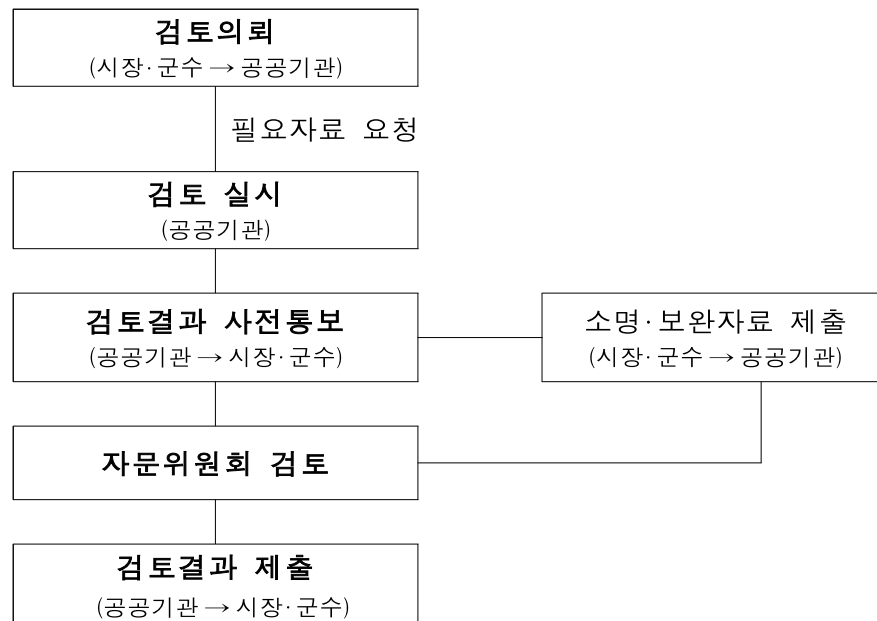 검토의뢰
(시장·군수 → 공공기관)
필요자료 요청
검토 실시
(공공기관)
검토결과 사전통보
(공공기관 → 시장·군수)
소명·보완자료 제출
(시장·군수 → 공공기관)
자문위원회 검토
검토결과 제출
(공공기관 → 시장·군수)